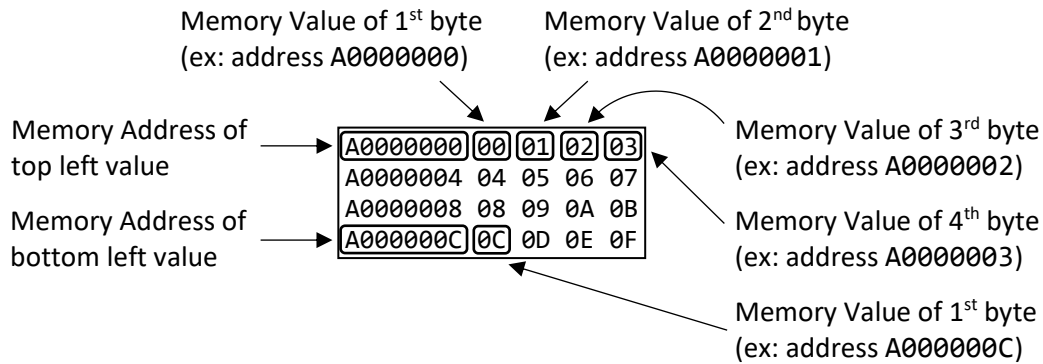 Memory Value of 1st byte
(ex: address A0000000)
Memory Value of 2nd byte
(ex: address A0000001)
Memory Address of
top left value
A0000000 00 01 02 03
A0000004 04 05 06 07
A0000008 08 09 0A 0B
A000000C 0C 0D 0E 0F
Memory Value of 3rd byte
(ex: address A0000002)
Memory Address of
bottom left value
Memory Value of 4th byte
(ex: address A0000003)
Memory Value of 1st byte
(ex: address A000000C)